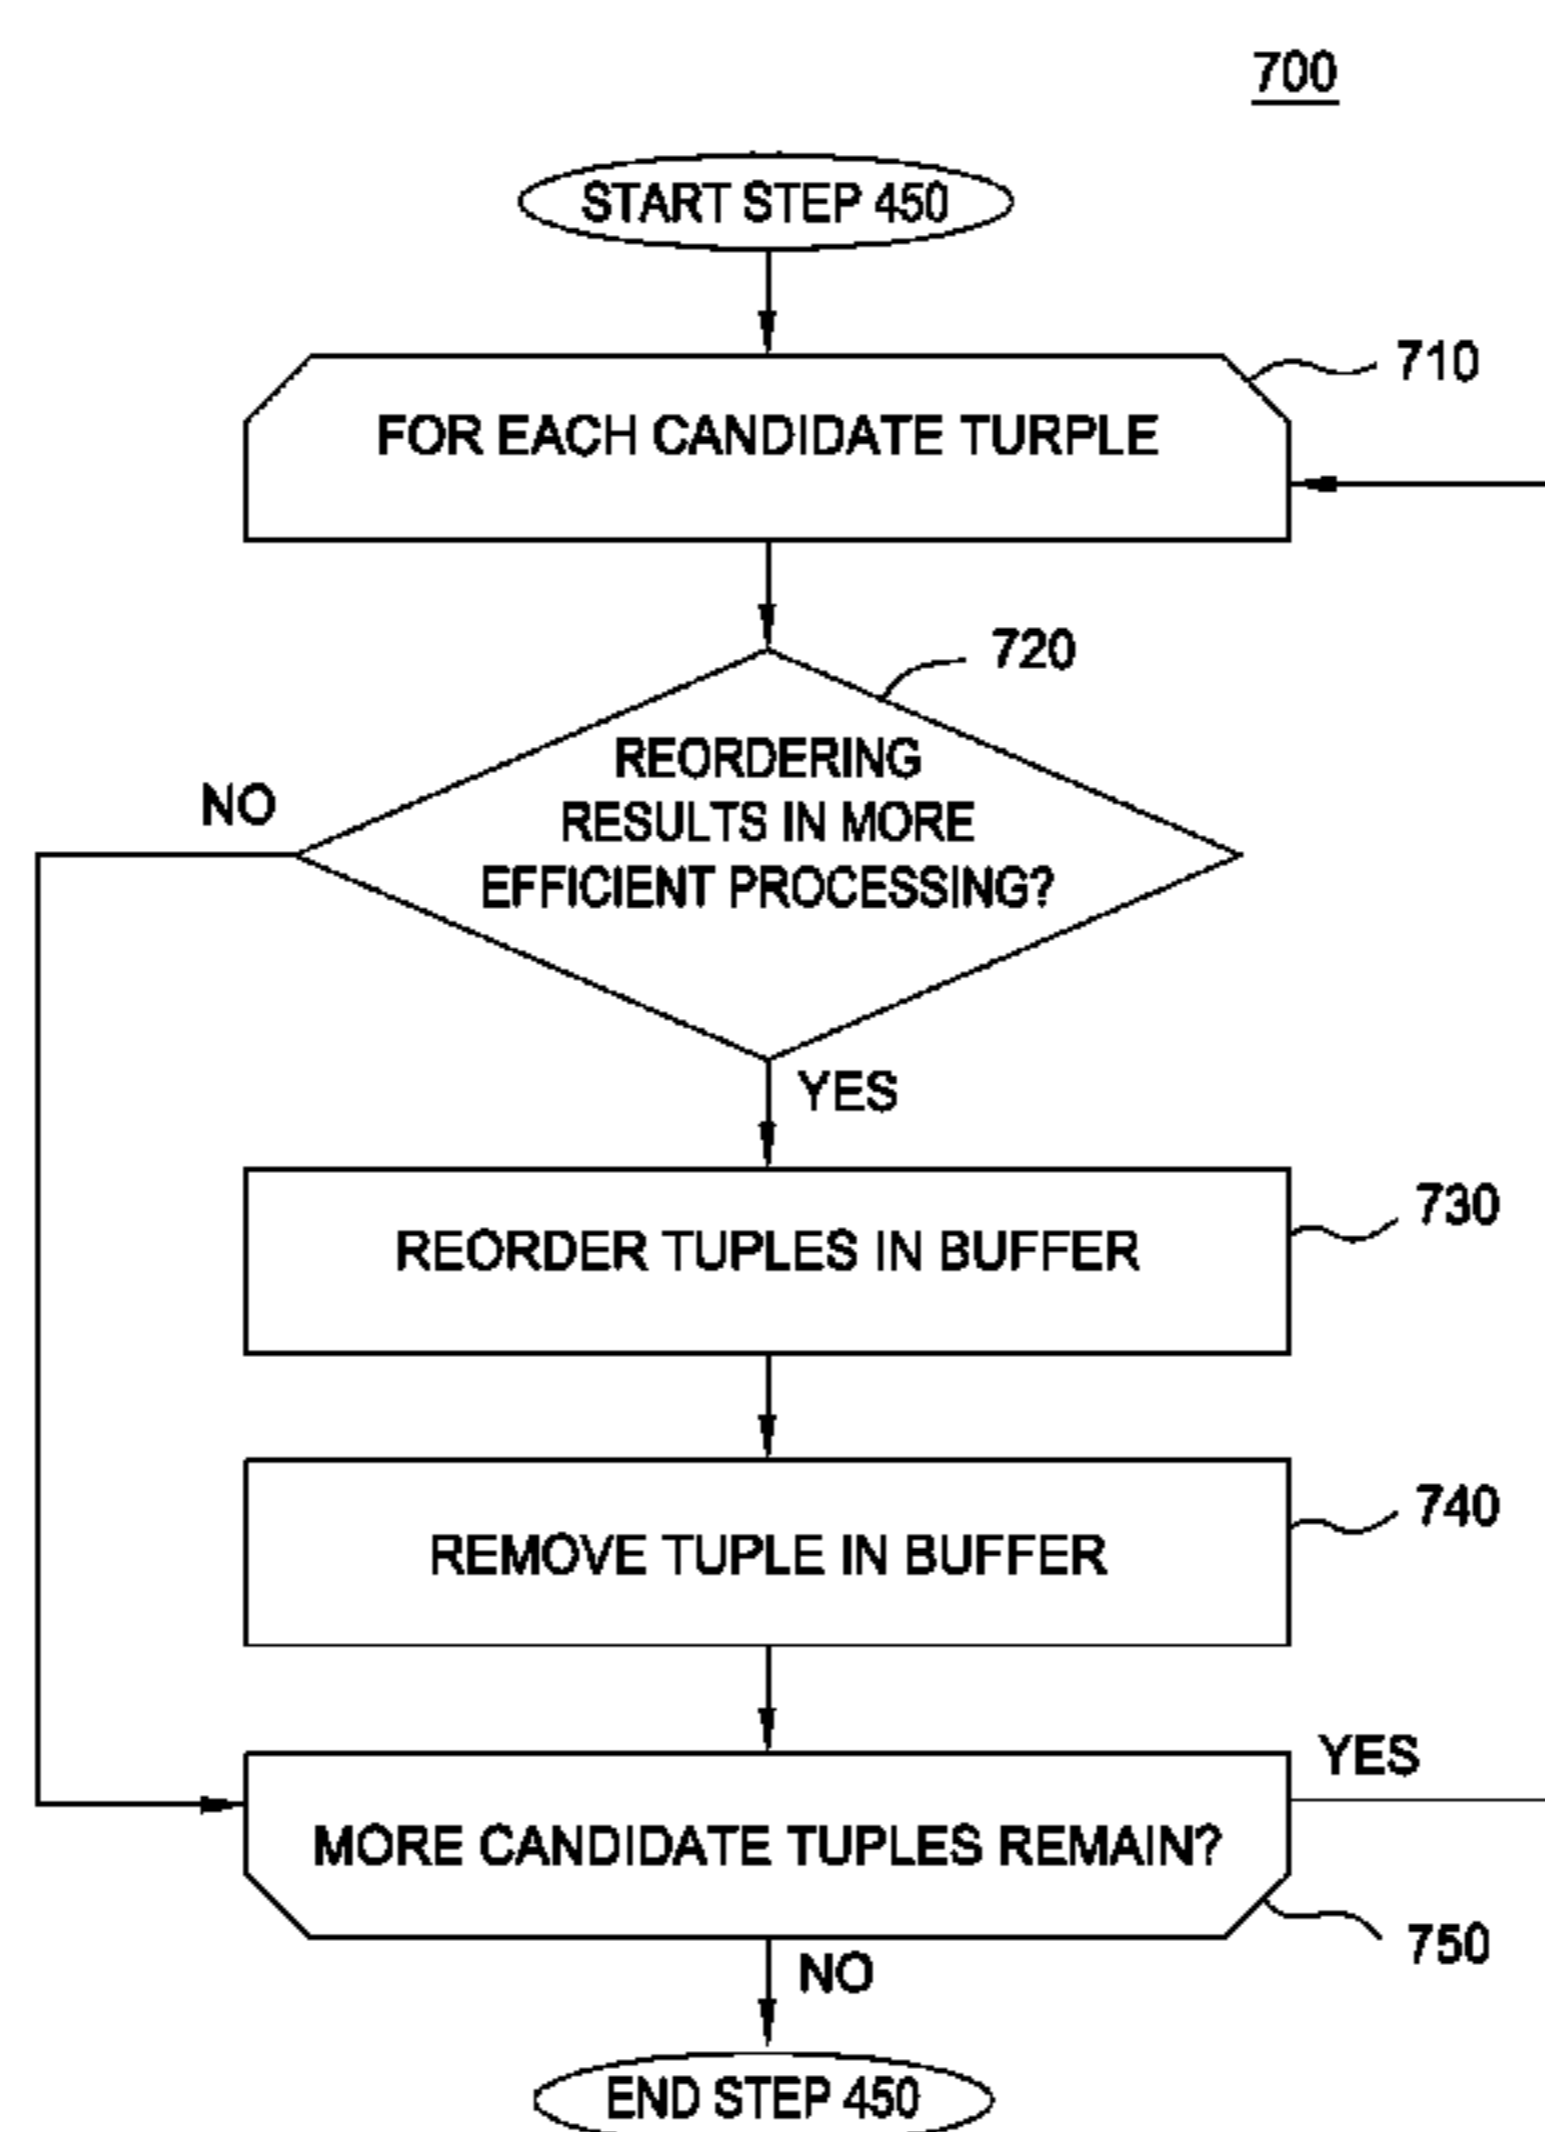 700
START STEP 450
710
FOR EACH CANDIDATE TURPLE
720
REORDERING
RESULTS IN MORE
EFFICIENT PROCESSING?
NO
YES
730
REORDER TUPLES IN BUFFER
740
REMOVE TUPLE IN BUFFER
YES
MORE CANDIDATE TUPLES REMAIN?
750
NO
END STEP 450